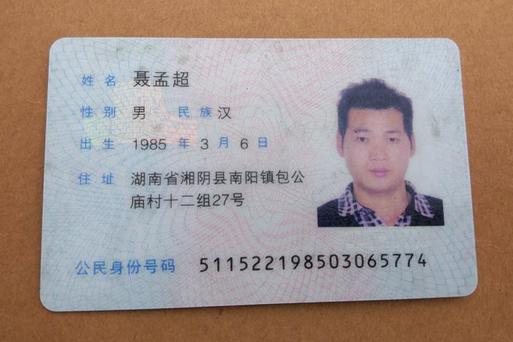 姓名 聂孟超
性别 男 民族 汉
出生 1985 年 3 月 6 日
住址 湖南省湘阴县南阳镇包公
庙村十二组27号
公民身份号码 511522198503065774